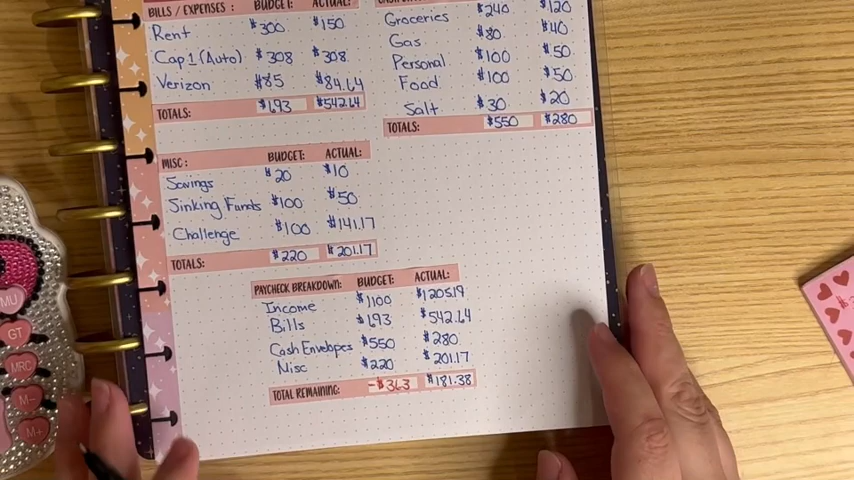 BILLS / EXPENSES : BUDGET: ACTUAL:
Rent $300 $150
Cap 1 (Auto) $308 $308
Verizon $85 $84.64
TOTALS: $693 $542.64
Groceries $240 $120
Gas $80 $40
Personal $100 $50
Food $100 $50
Salt $30 $20
TOTALS: $550 $280
MISC : BUDGET: ACTUAL:
Savings $20 $10
Sinking Funds $100 $50
Challenge $100 $141.17
TOTALS: $220 $201.17
PAYCHECK BREAKDOWN: BUDGET: ACTUAL:
Income $1100 $1205.19
Bills $693 $542.64
Cash Envelopes $550 $280
Misc $220 $201.17
TOTAL REMAINING: -$363 $181.38
MU
GT
MRC
M-
M+